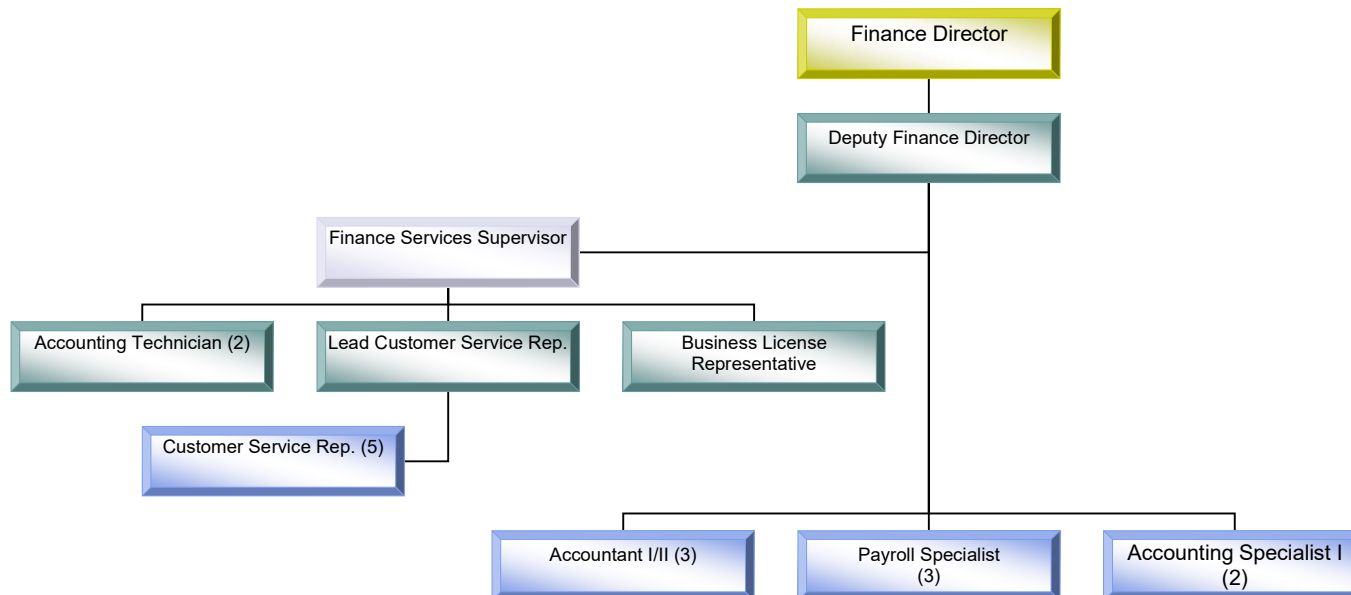 Finance Director
Deputy Finance Director
Finance Services Supervisor
Accounting Technician (2)
Lead Customer Service Rep.
Business License
Representative
Customer Service Rep. (5)
Accountant I/II (3)
Payroll Specialist
(3)
Accounting Specialist I
(2)